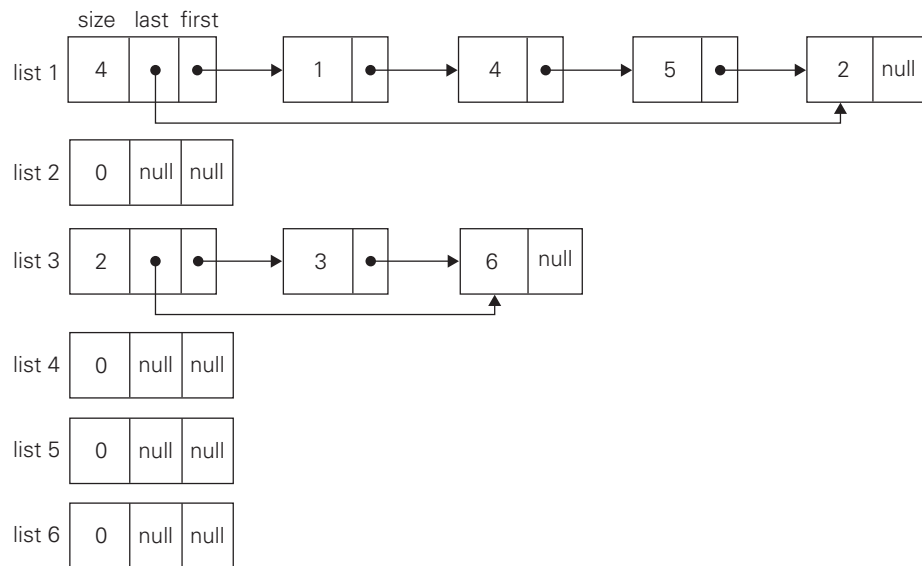 size last first
list 1 4 1 4 5 2 null
list 2 0 null null
list 3 2 3 6 null
list 4 0 null null
list 5 0 null null
list 6 0 null null